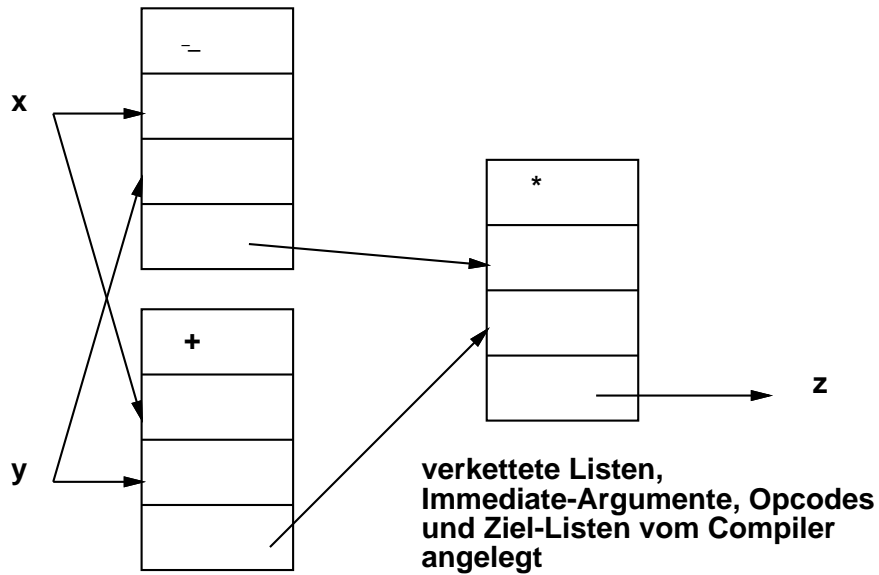 -
x
*
+
z
y
verkettete Listen,
Immediate-Argumente, Opcodes
und Ziel-Listen vom Compiler
angelegt